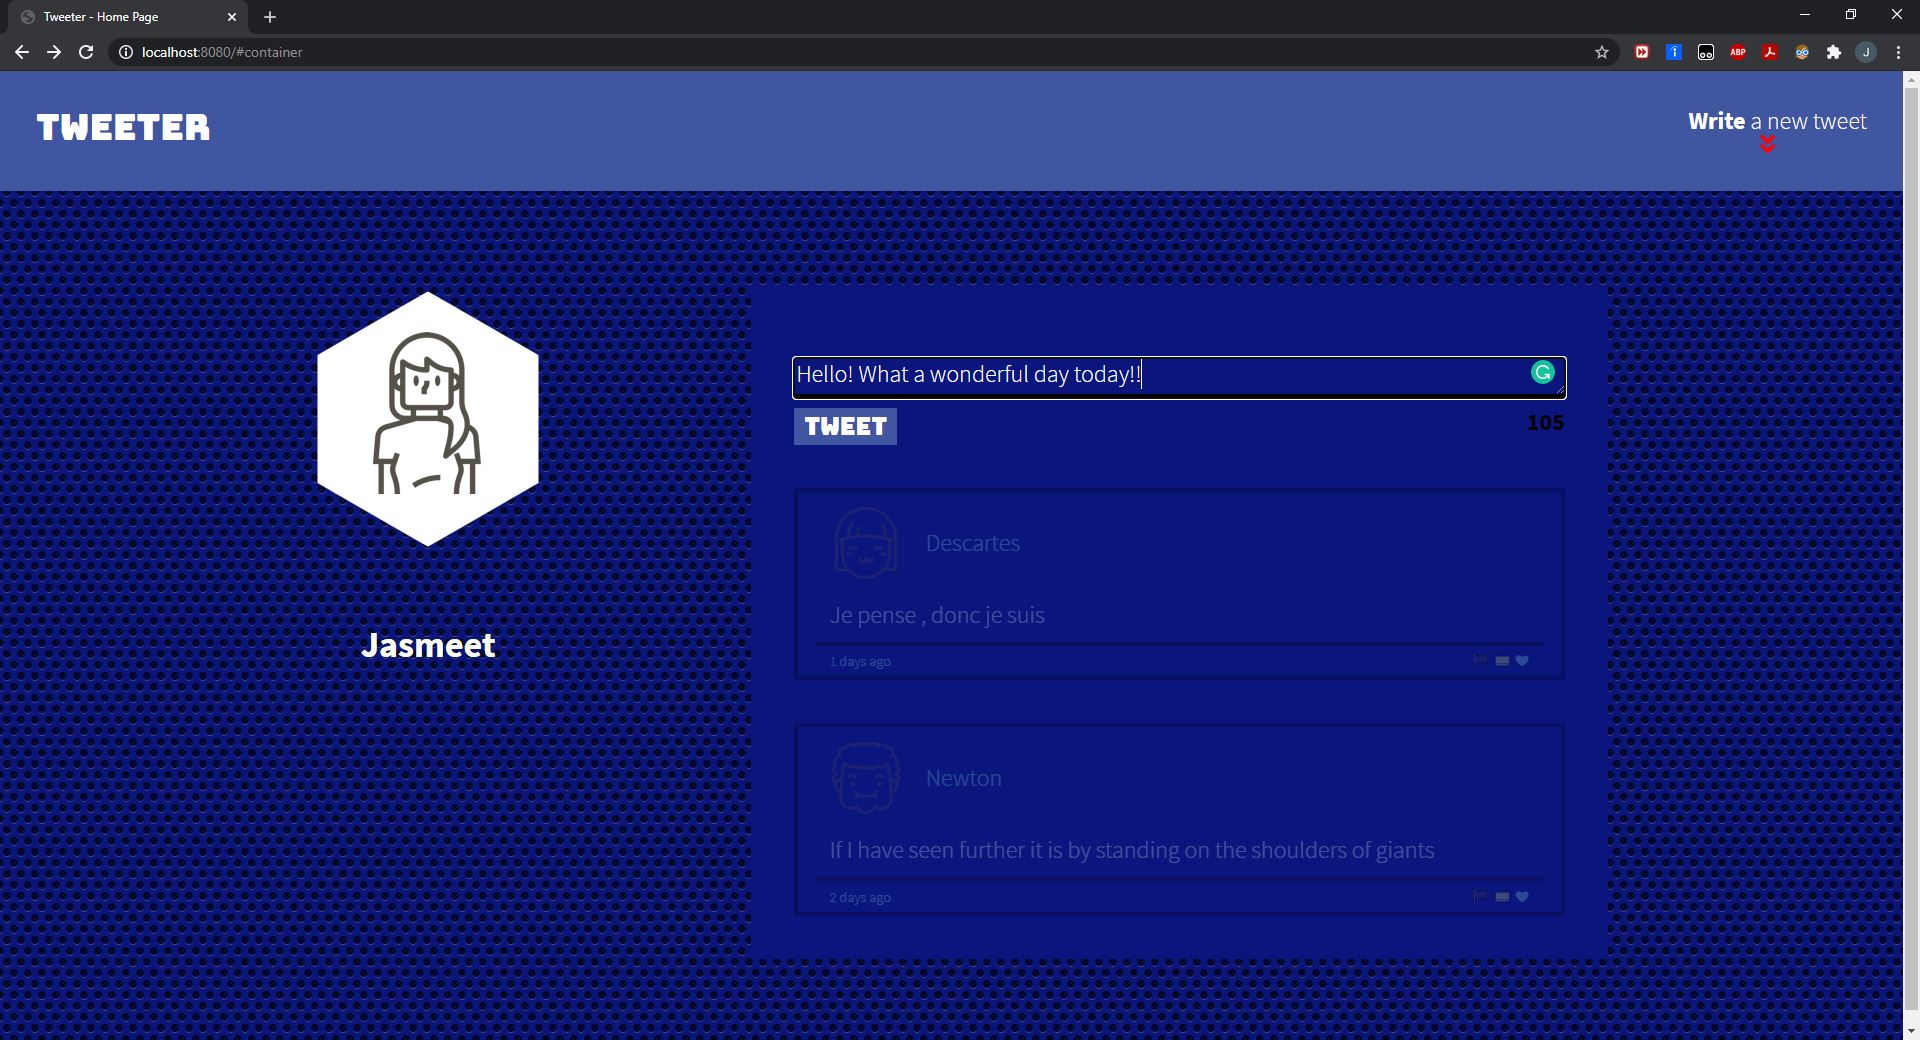 Tweeter - Home Page
localhost:8080/#container
ABP
J
TWEETER
Write a new tweet
Hello! What a wonderful day today!!
TWEET
105
Jasmeet
Descartes
Je pense , donc je suis
1 days ago
Newton
If I have seen further it is by standing on the shoulders of giants
2 days ago